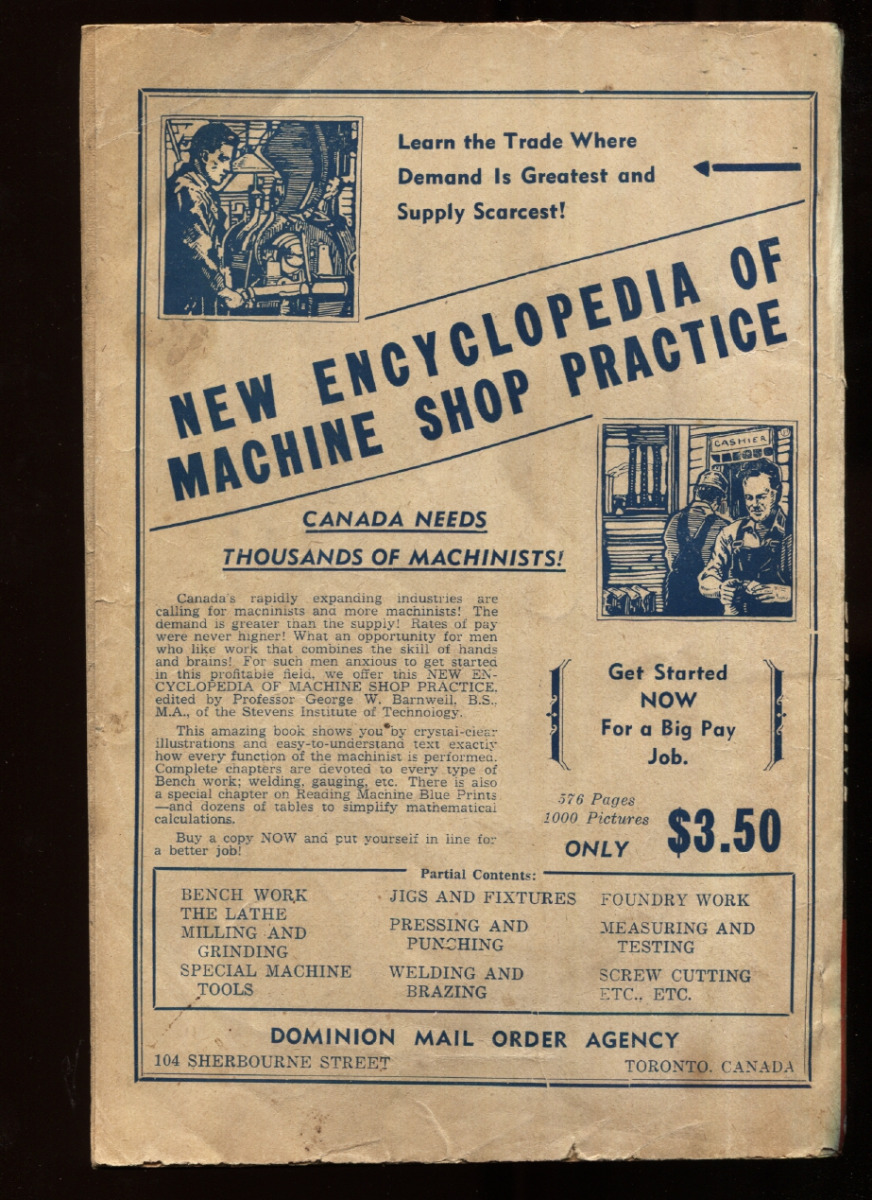 Learn the Trade Where
Demand Is Greatest and
Supply Scarcest!
NEW ENCYCLOPEDIA OF
MACHINE SHOP PRACTICE
CASHIER
CANADA NEEDS
THOUSANDS OF MACHINISTS!
Canada's rapidly expanding industries are
calling for machinists and more machinists! The
demand is greater than the supply! Rates of pay
were never higher! What an opportunity for men
who like work that combines the skill of hands
and brains! For such men anxious to get started
in this profitable field, we offer this NEW EN-
CYCLOPEDIA OF MACHINE SHOP PRACTICE,
edited by Professor George W. Barnwell, B.S.,
M.A., of the Stevens Institute of Technology.
This amazing book shows you by crystal-clear
illustrations and easy-to-understand text exactly
how every function of the machinist is performed.
Complete chapters are devoted to every type of
Bench work; welding, gauging, etc. There is also
a special chapter on Reading Machine Blue Prints
—and dozens of tables to simplify mathematical
calculations.
Buy a copy NOW and put yourself in line for
a better job!
Get Started
NOW
For a Big Pay
Job.
576 Pages
1000 Pictures
ONLY $3.50
Partial Contents:
BENCH WORK
THE LATHE
MILLING AND
GRINDING
SPECIAL MACHINE
TOOLS
JIGS AND FIXTURES
PRESSING AND
PUNCHING
WELDING AND
BRAZING
FOUNDRY WORK
MEASURING AND
TESTING
SCREW CUTTING
ETC., ETC.
DOMINION MAIL ORDER AGENCY
104 SHERBOURNE STREET TORONTO, CANADA